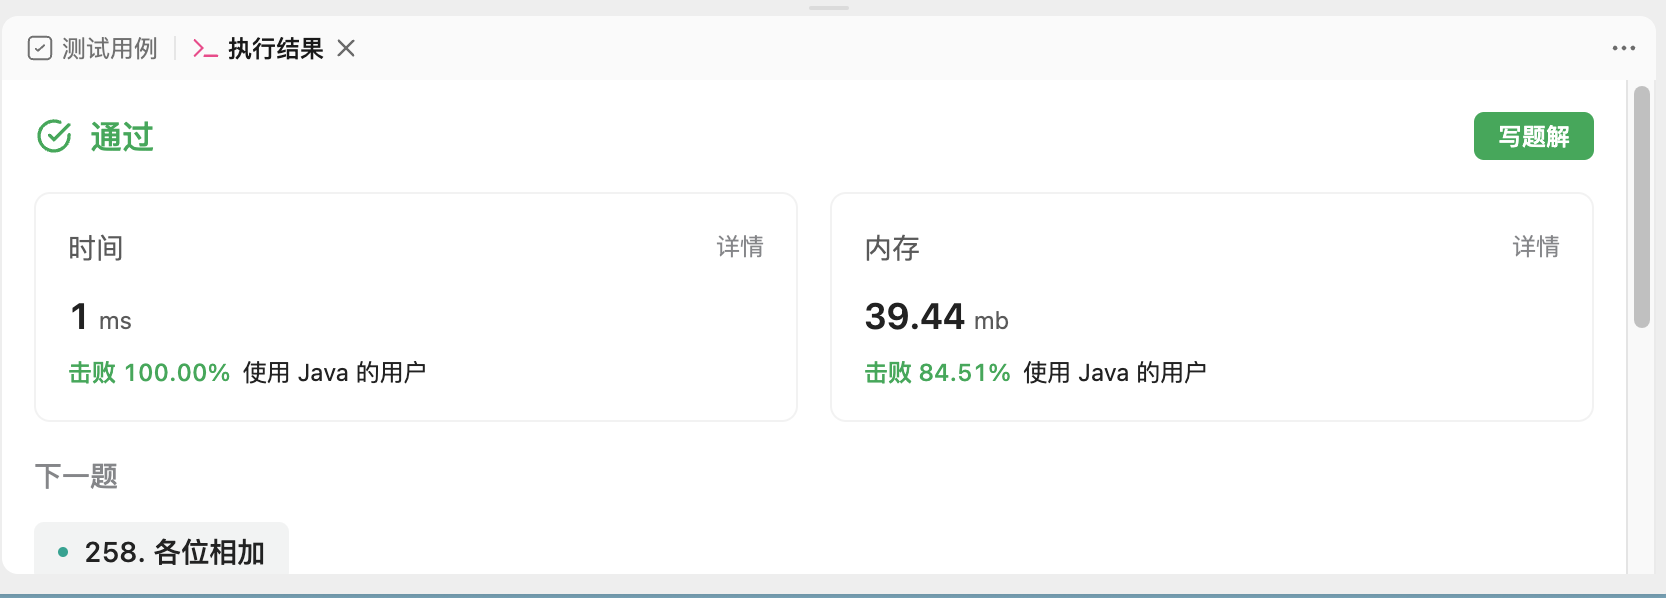 测试用例 执行结果
通过
写题解
时间 详情
1 ms
击败 100.00% 使用 Java 的用户
内存 详情
39.44 mb
击败 84.51% 使用 Java 的用户
下一题
258. 各位相加